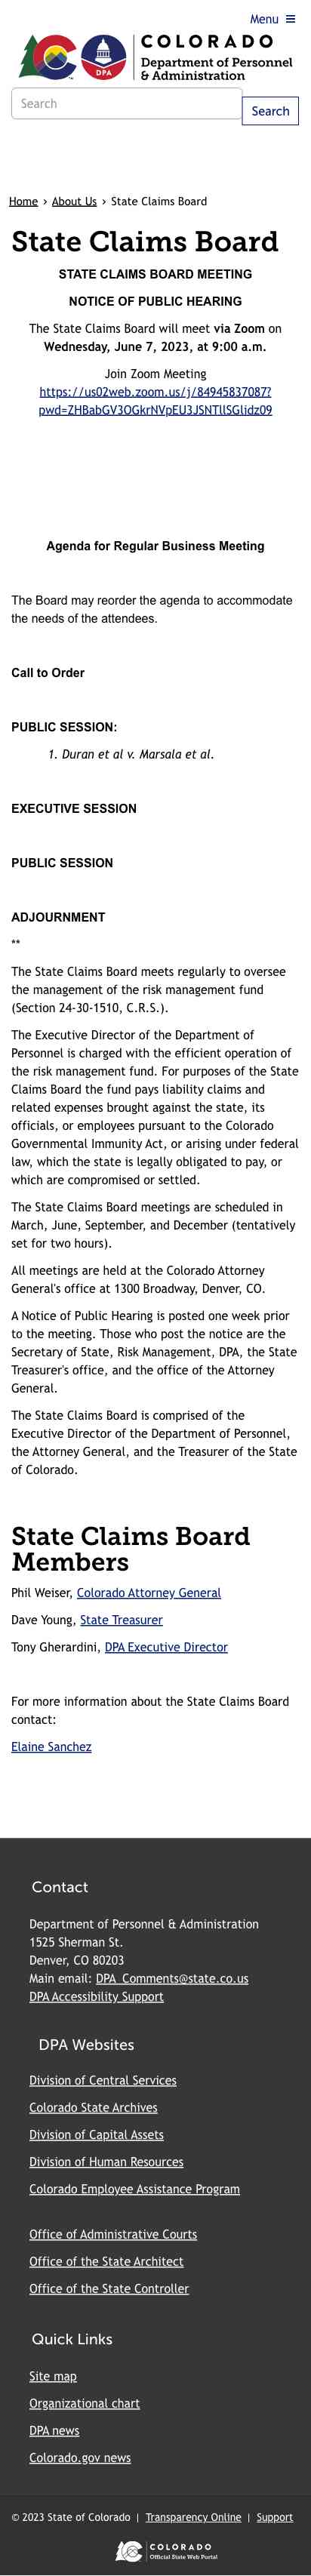 Menu ≡
COLORADO
Department of Personnel
& Administration
DPA
Search
Search
Home > About Us > State Claims Board
State Claims Board
STATE CLAIMS BOARD MEETING
NOTICE OF PUBLIC HEARING
The State Claims Board will meet via Zoom on
Wednesday, June 7, 2023, at 9:00 a.m.
Join Zoom Meeting
https://us02web.zoom.us/j/84945837087?
pwd=ZHBabGV3OGkrNVpEU3JSNTllSGljdz09
Agenda for Regular Business Meeting
The Board may reorder the agenda to accommodate
the needs of the attendees.
Call to Order
PUBLIC SESSION:
1. Duran et al v. Marsala et al.
EXECUTIVE SESSION
PUBLIC SESSION
ADJOURNMENT
**
The State Claims Board meets regularly to oversee
the management of the risk management fund
(Section 24-30-1510, C.R.S.).
The Executive Director of the Department of
Personnel is charged with the efficient operation of
the risk management fund. For purposes of the State
Claims Board the fund pays liability claims and
related expenses brought against the state, its
officials, or employees pursuant to the Colorado
Governmental Immunity Act, or arising under federal
law, which the state is legally obligated to pay, or
which are compromised or settled.
The State Claims Board meetings are scheduled in
March, June, September, and December (tentatively
set for two hours).
All meetings are held at the Colorado Attorney
General's office at 1300 Broadway, Denver, CO.
A Notice of Public Hearing is posted one week prior
to the meeting. Those who post the notice are the
Secretary of State, Risk Management, DPA, the State
Treasurer's office, and the office of the Attorney
General.
The State Claims Board is comprised of the
Executive Director of the Department of Personnel,
the Attorney General, and the Treasurer of the State
of Colorado.
State Claims Board
Members
Phil Weiser, Colorado Attorney General
Dave Young, State Treasurer
Tony Gherardini, DPA Executive Director
For more information about the State Claims Board
contact:
Elaine Sanchez
Contact
Department of Personnel & Administration
1525 Sherman St.
Denver, CO 80203
Main email: DPA_Comments@state.co.us
DPA Accessibility Support
DPA Websites
Division of Central Services
Colorado State Archives
Division of Capital Assets
Division of Human Resources
Colorado Employee Assistance Program
Office of Administrative Courts
Office of the State Architect
Office of the State Controller
Quick Links
Site map
Organizational chart
DPA news
Colorado.gov news
© 2023 State of Colorado | Transparency Online | Support
COLORADO
Official State Web Portal